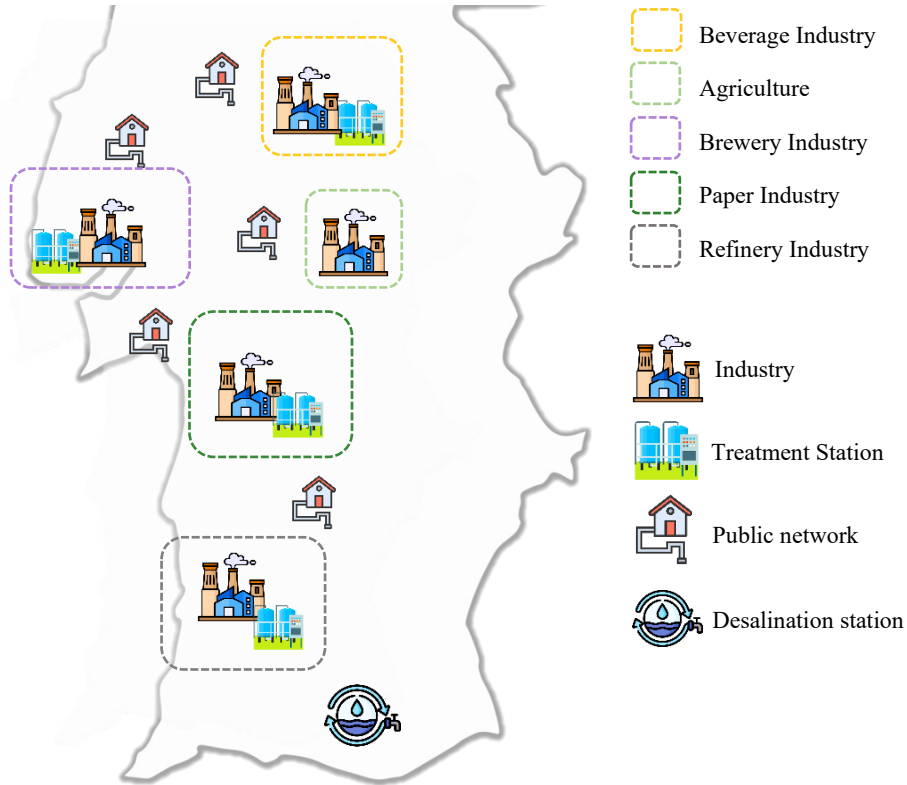 Beverage Industry
Agriculture
Brewery Industry
Paper Industry
Refinery Industry
Industry
Treatment Station
Public network
Desalination station